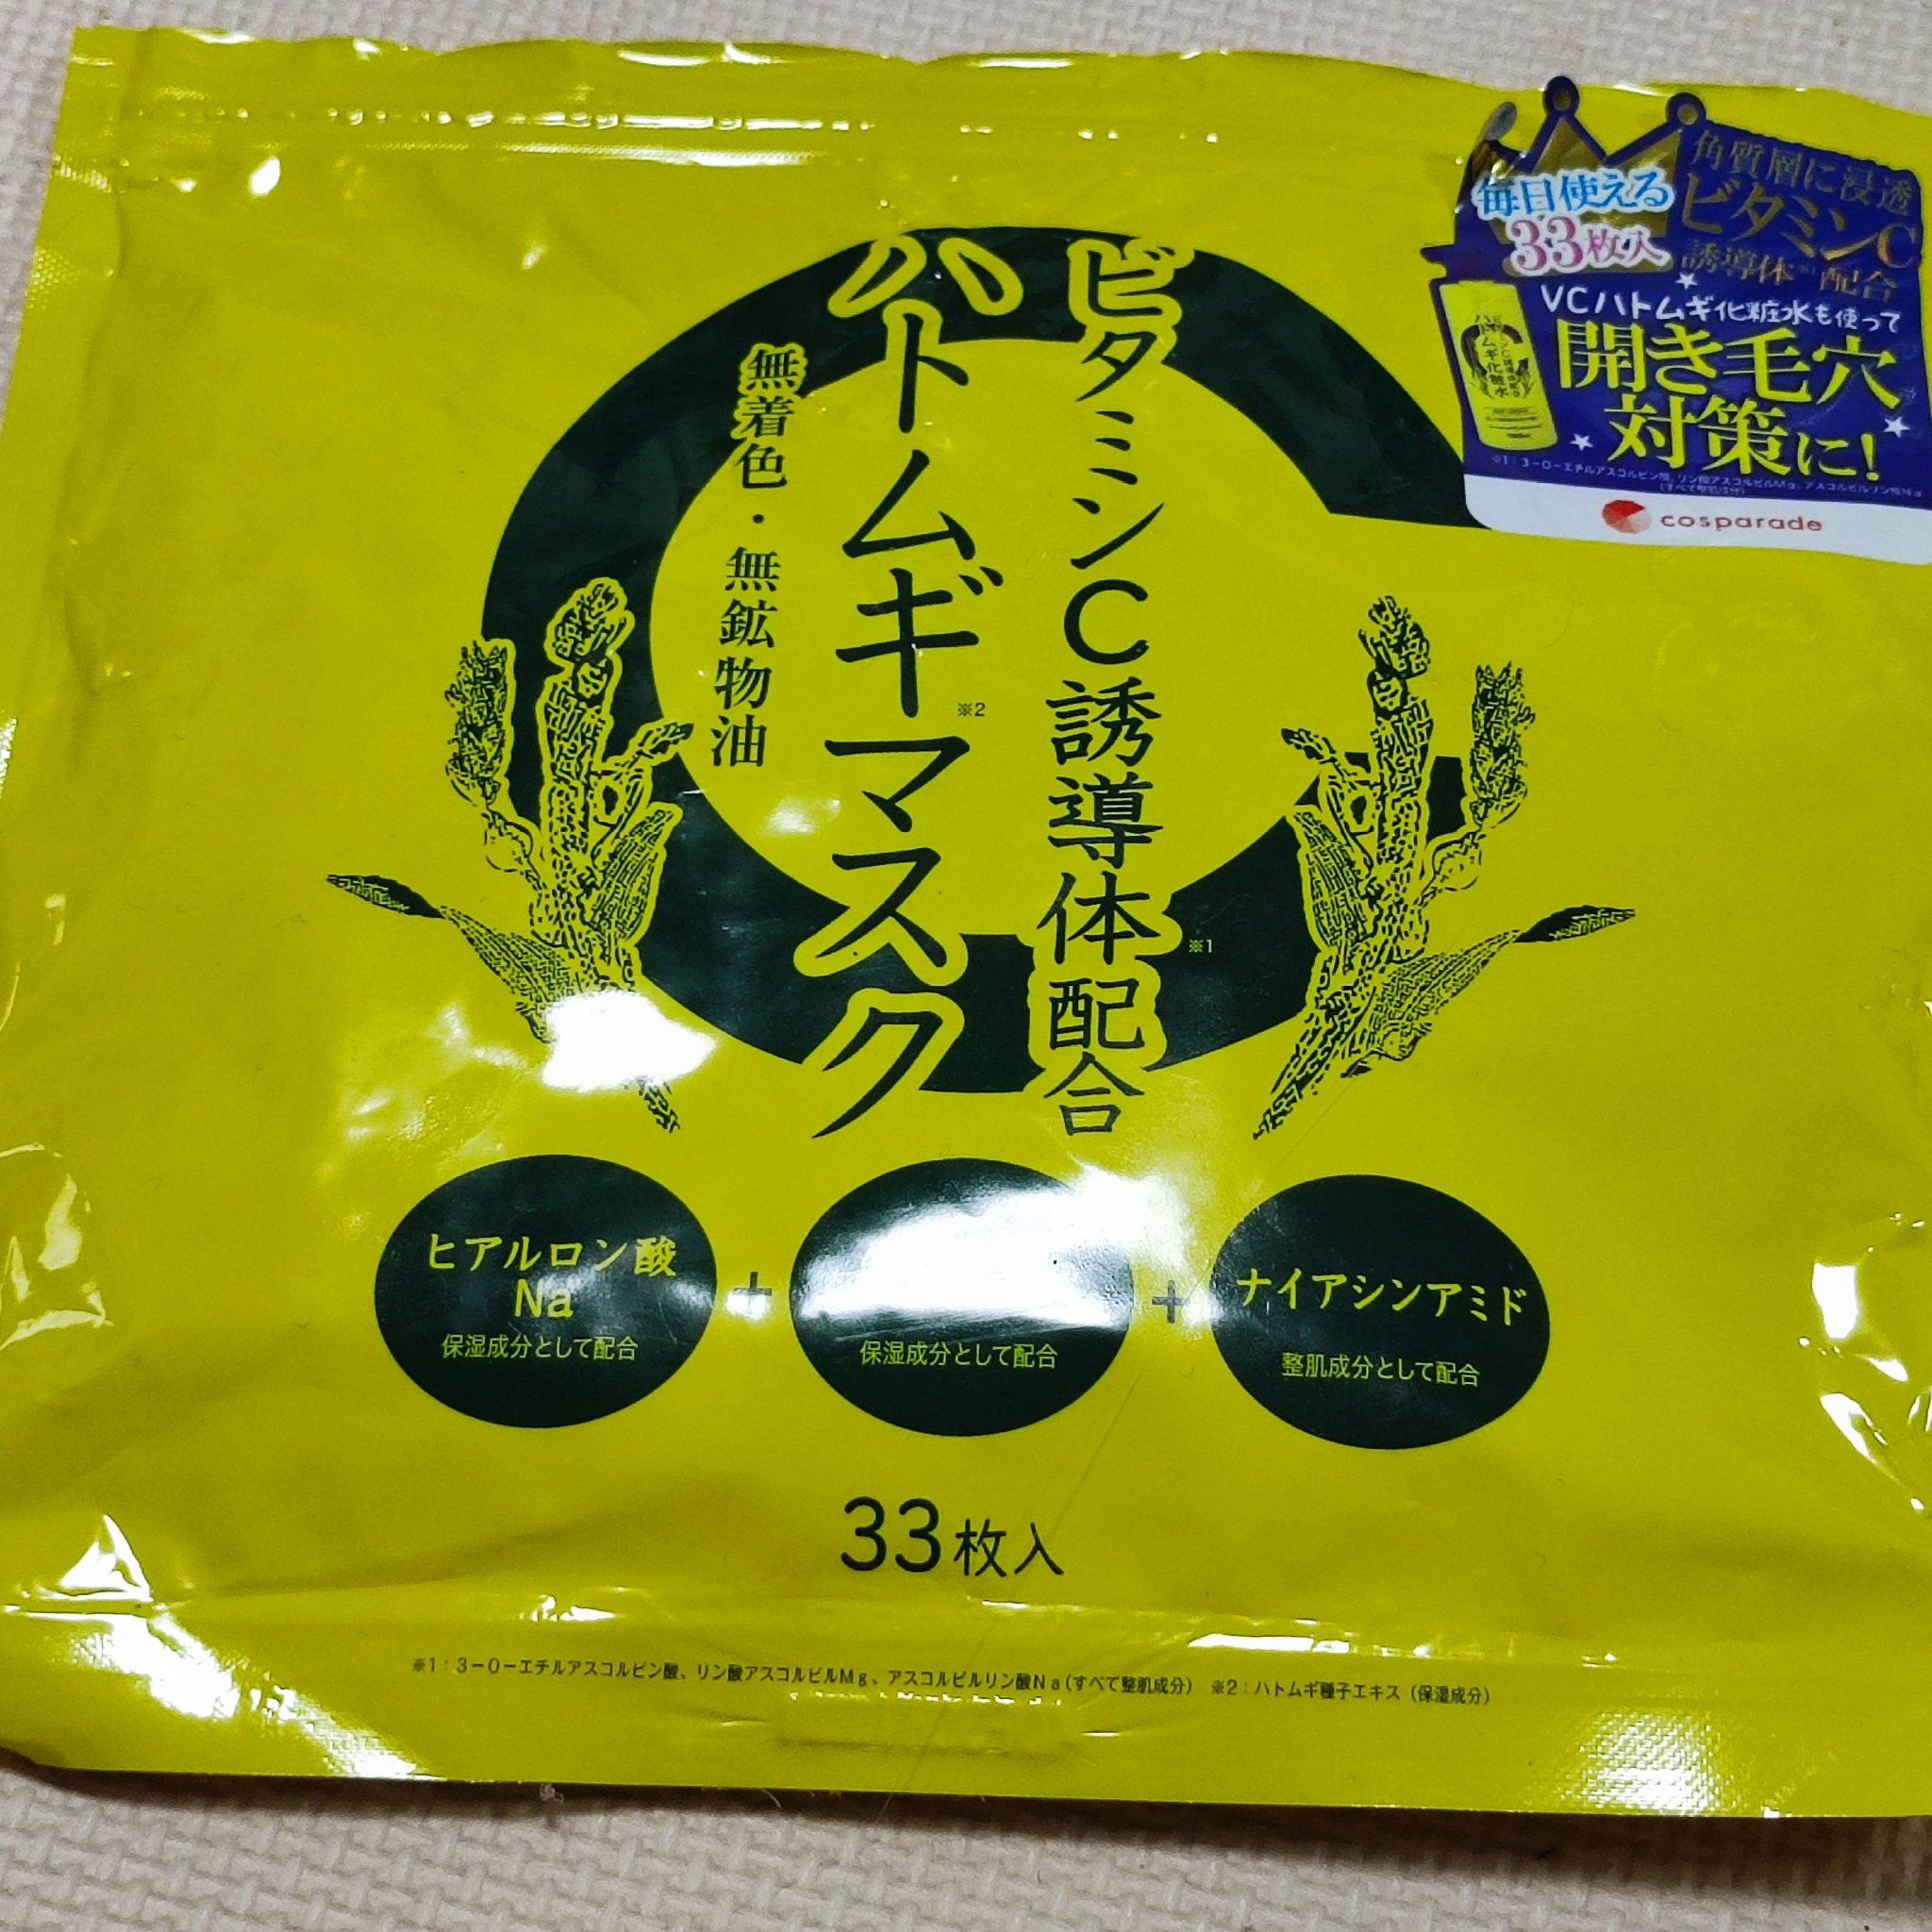 毎日使える
33枚入
角質層に浸透
ビタミンC
誘導体※1配合
VCハトムギ化粧水も使って
開き毛穴
対策に!
cosparade
ビタミンC誘導体配合※1
ハトムギマスク※2
無着色・無鉱物油
ヒアルロン酸
Na
保湿成分として配合
+
保湿成分として配合
+
ナイアシンアミド
整肌成分として配合
33枚入
※1:3-O-エチルアスコルビン酸、リン酸アスコルビルMg、アスコルビルリン酸Na(すべて整肌成分) ※2:ハトムギ種子エキス(保湿成分)